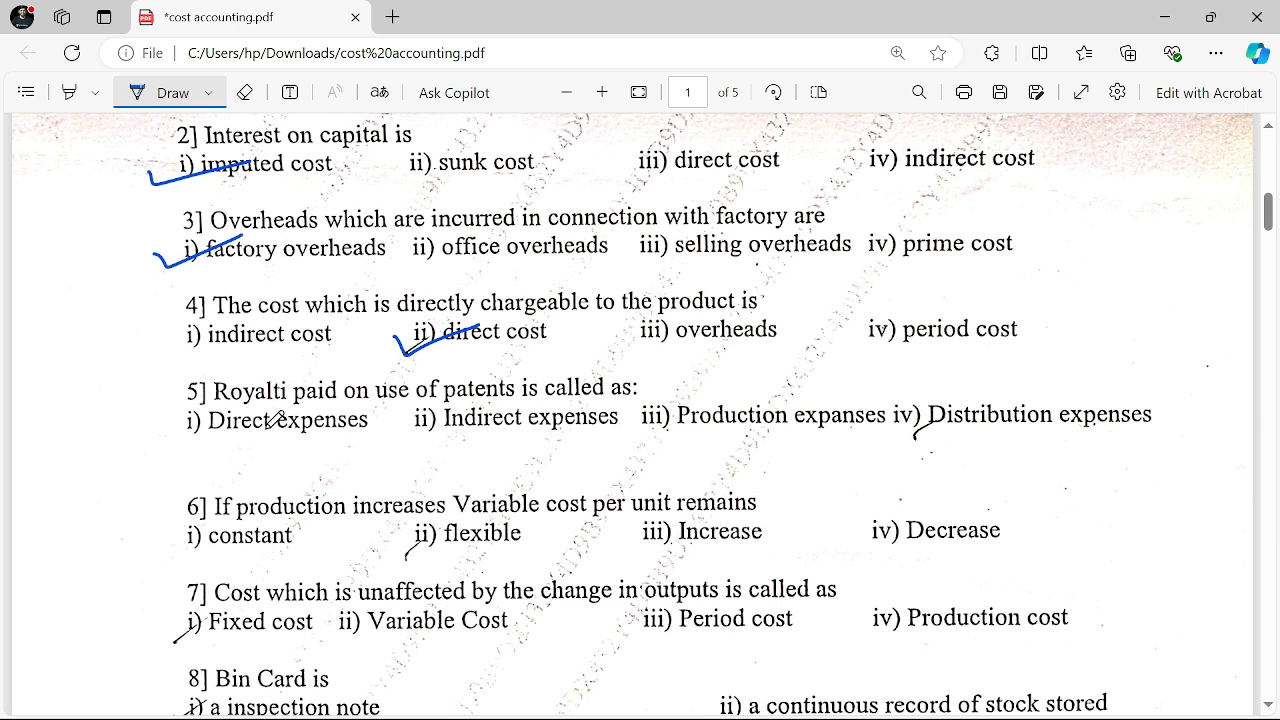 *cost accounting.pdf
File C:/Users/hp/Downloads/cost%20accounting.pdf
Draw Ask Copilot 1 of 5 Edit with Acrobat
2] Interest on capital is
i) imputed cost ii) sunk cost iii) direct cost iv) indirect cost
3] Overheads which are incurred in connection with factory are
i) factory overheads ii) office overheads iii) selling overheads iv) prime cost
4] The cost which is directly chargeable to the product is
i) indirect cost ii) direct cost iii) overheads iv) period cost
5] Royalti paid on use of patents is called as:
i) Direct expenses ii) Indirect expenses iii) Production expanses iv) Distribution expenses
6] If production increases Variable cost per unit remains
i) constant ii) flexible iii) Increase iv) Decrease
7] Cost which is unaffected by the change in outputs is called as
i) Fixed cost ii) Variable Cost iii) Period cost iv) Production cost
8] Bin Card is
i) a inspection note ii) a continuous record of stock stored